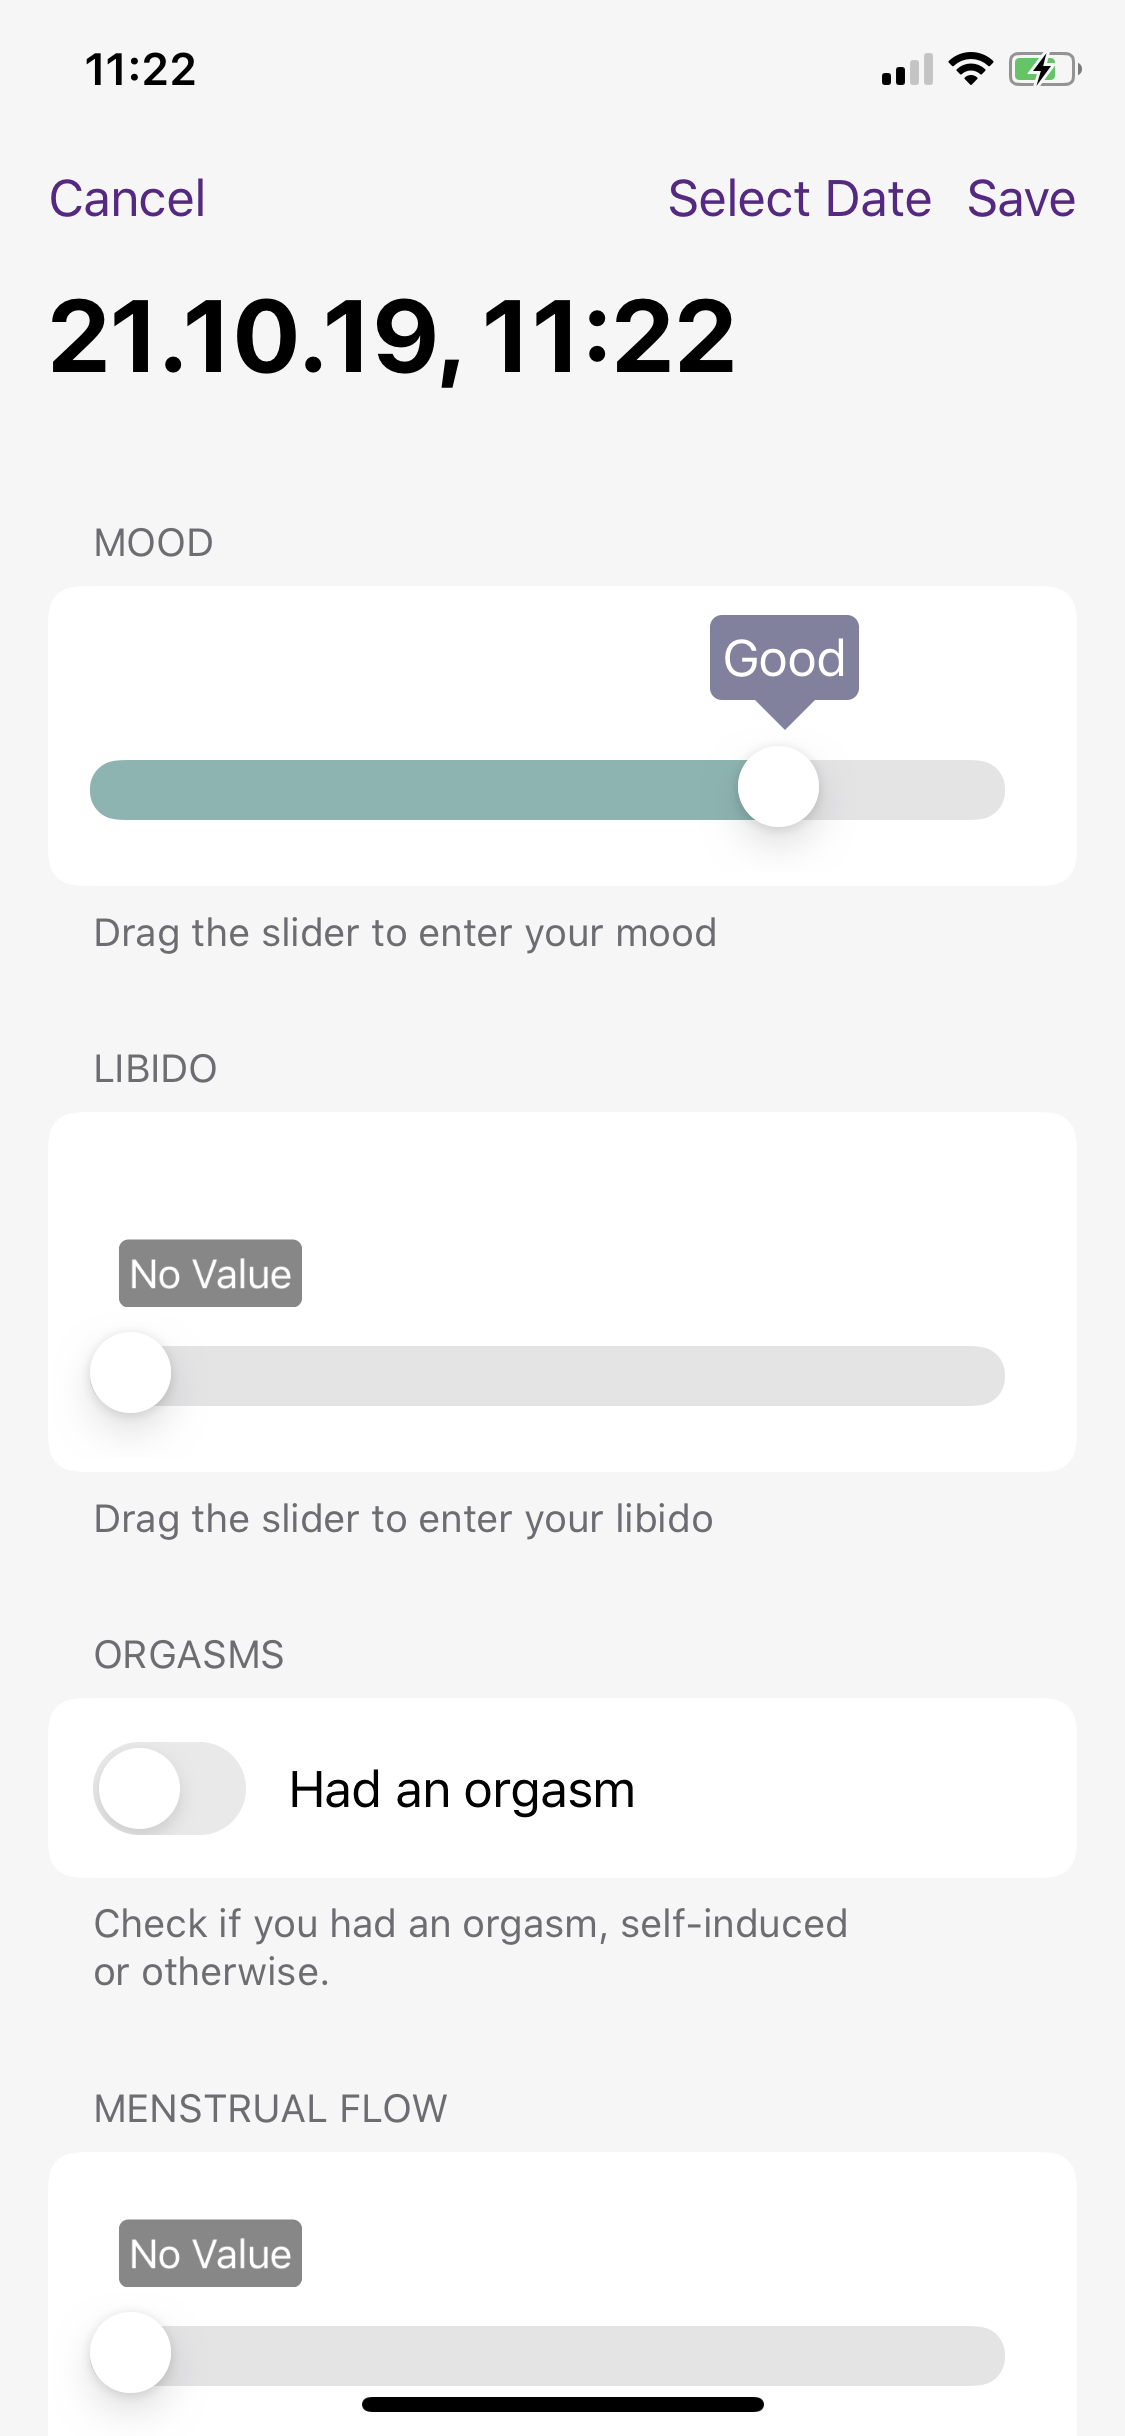 11:22
Cancel Select Date Save
21.10.19, 11:22
MOOD
Good
Drag the slider to enter your mood
LIBIDO
No Value
Drag the slider to enter your libido
ORGASMS
Had an orgasm
Check if you had an orgasm, self-induced
or otherwise.
MENSTRUAL FLOW
No Value